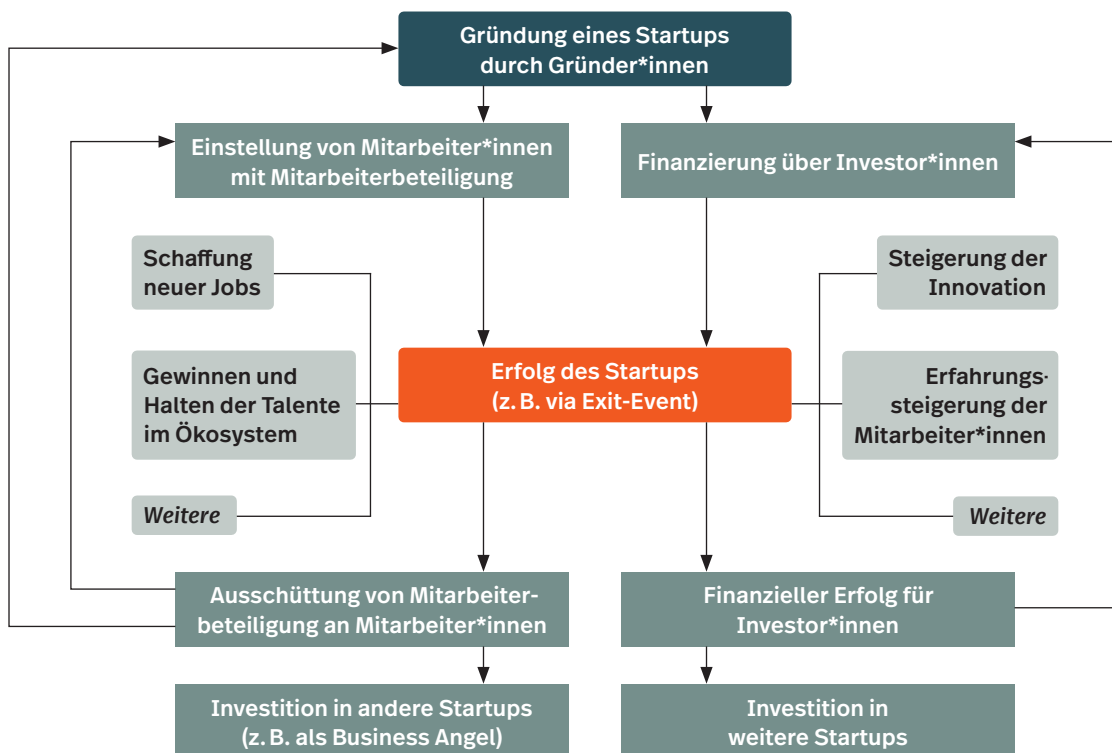 Gründung eines Startups
durch Gründer*innen
Einstellung von Mitarbeiter*innen
mit Mitarbeiterbeteiligung
Finanzierung über Investor*innen
Schaffung
neuer Jobs
Steigerung der
Innovation
Gewinnen und
Halten der Talente
im Ökosystem
Erfolg des Startups
(z. B. via Exit-Event)
Erfahrungs-
steigerung der
Mitarbeiter*innen
Weitere
Weitere
Ausschüttung von Mitarbeiter-
beteiligung an Mitarbeiter*innen
Finanzieller Erfolg für
Investor*innen
Investition in andere Startups
(z. B. als Business Angel)
Investition in
weitere Startups